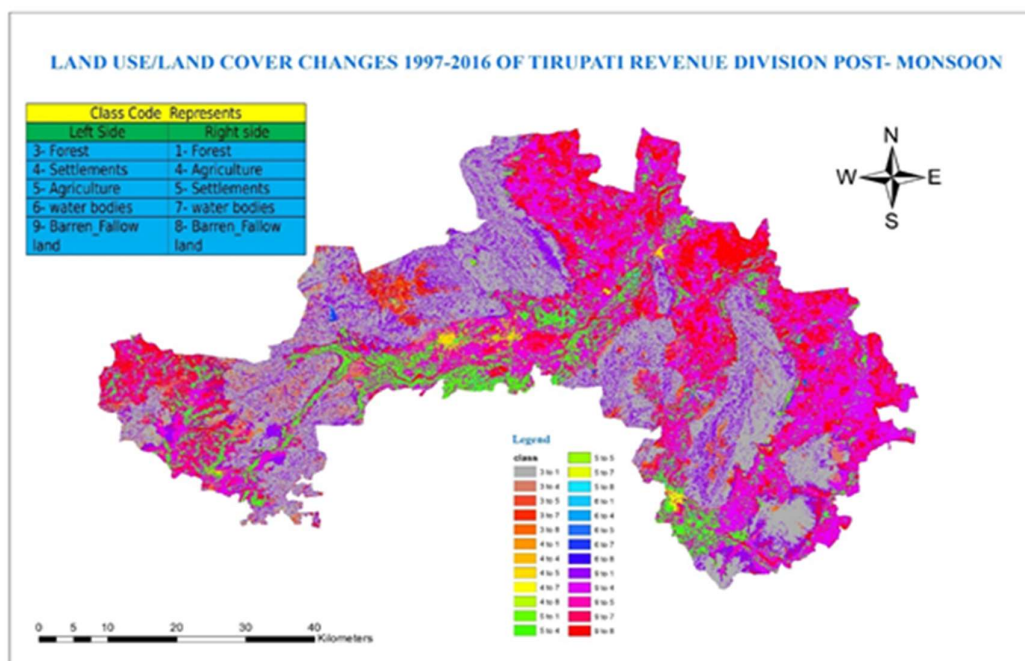 LAND USE/LAND COVER CHANGES 1997-2016 OF TIRUPATI REVENUE DIVISION POST- MONSOON
Class Code Represents
Left Side Right side
3- Forest 1- Forest
4- Settlements 4- Agriculture
5- Agriculture 5- Settlements
6- water bodies 7- water bodies
9- Barren_Fallow 8- Barren_Fallow
land land
N
W E
S
Legend
class
3 to 1
3 to 4
3 to 5
3 to 7
3 to 8
4 to 1
4 to 4
4 to 5
4 to 7
4 to 8
5 to 1
5 to 4
5 to 5
5 to 7
5 to 8
6 to 1
6 to 4
6 to 5
6 to 7
6 to 8
9 to 1
9 to 4
9 to 5
9 to 7
9 to 8
0 5 10 20 30 40
Kilometers